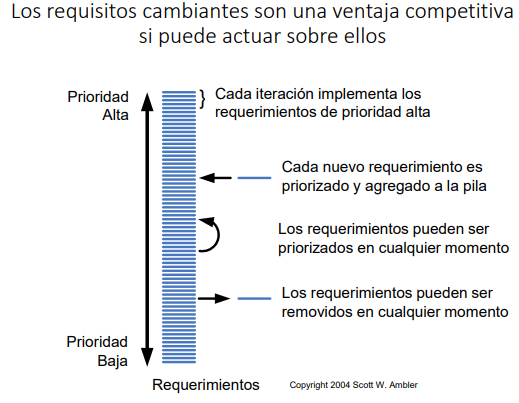 Los requisitos cambiantes son una ventaja competitiva
si puede actuar sobre ellos
Prioridad
Alta
Cada iteración implementa los
requerimientos de prioridad alta
Cada nuevo requerimiento es
priorizado y agregado a la pila
Los requerimientos pueden ser
priorizados en cualquier momento
Los requerimientos pueden ser
removidos en cualquier momento
Prioridad
Baja
Requerimientos
Copyright 2004 Scott W. Ambler